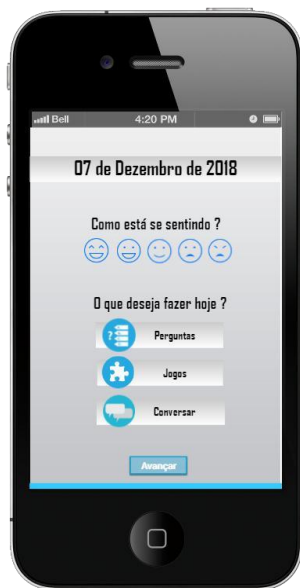 Bell 4:20 PM
07 de Dezembro de 2018
Como está se sentindo ?
O que deseja fazer hoje ?
?
Perguntas
Jogos
Conversar
Avançar